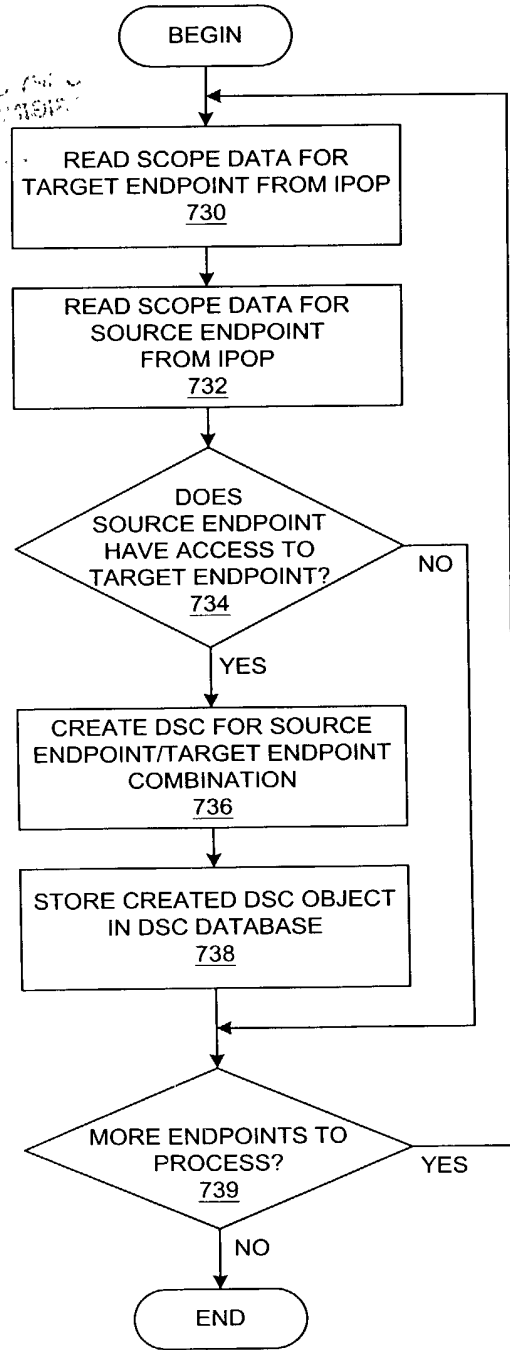 BEGIN
READ SCOPE DATA FOR
TARGET ENDPOINT FROM IPOP
730
READ SCOPE DATA FOR
SOURCE ENDPOINT
FROM IPOP
732
DOES
SOURCE ENDPOINT
HAVE ACCESS TO
TARGET ENDPOINT?
734
NO
YES
CREATE DSC FOR SOURCE
ENDPOINT/TARGET ENDPOINT
COMBINATION
736
STORE CREATED DSC OBJECT
IN DSC DATABASE
738
MORE ENDPOINTS TO
PROCESS?
739
YES
NO
END